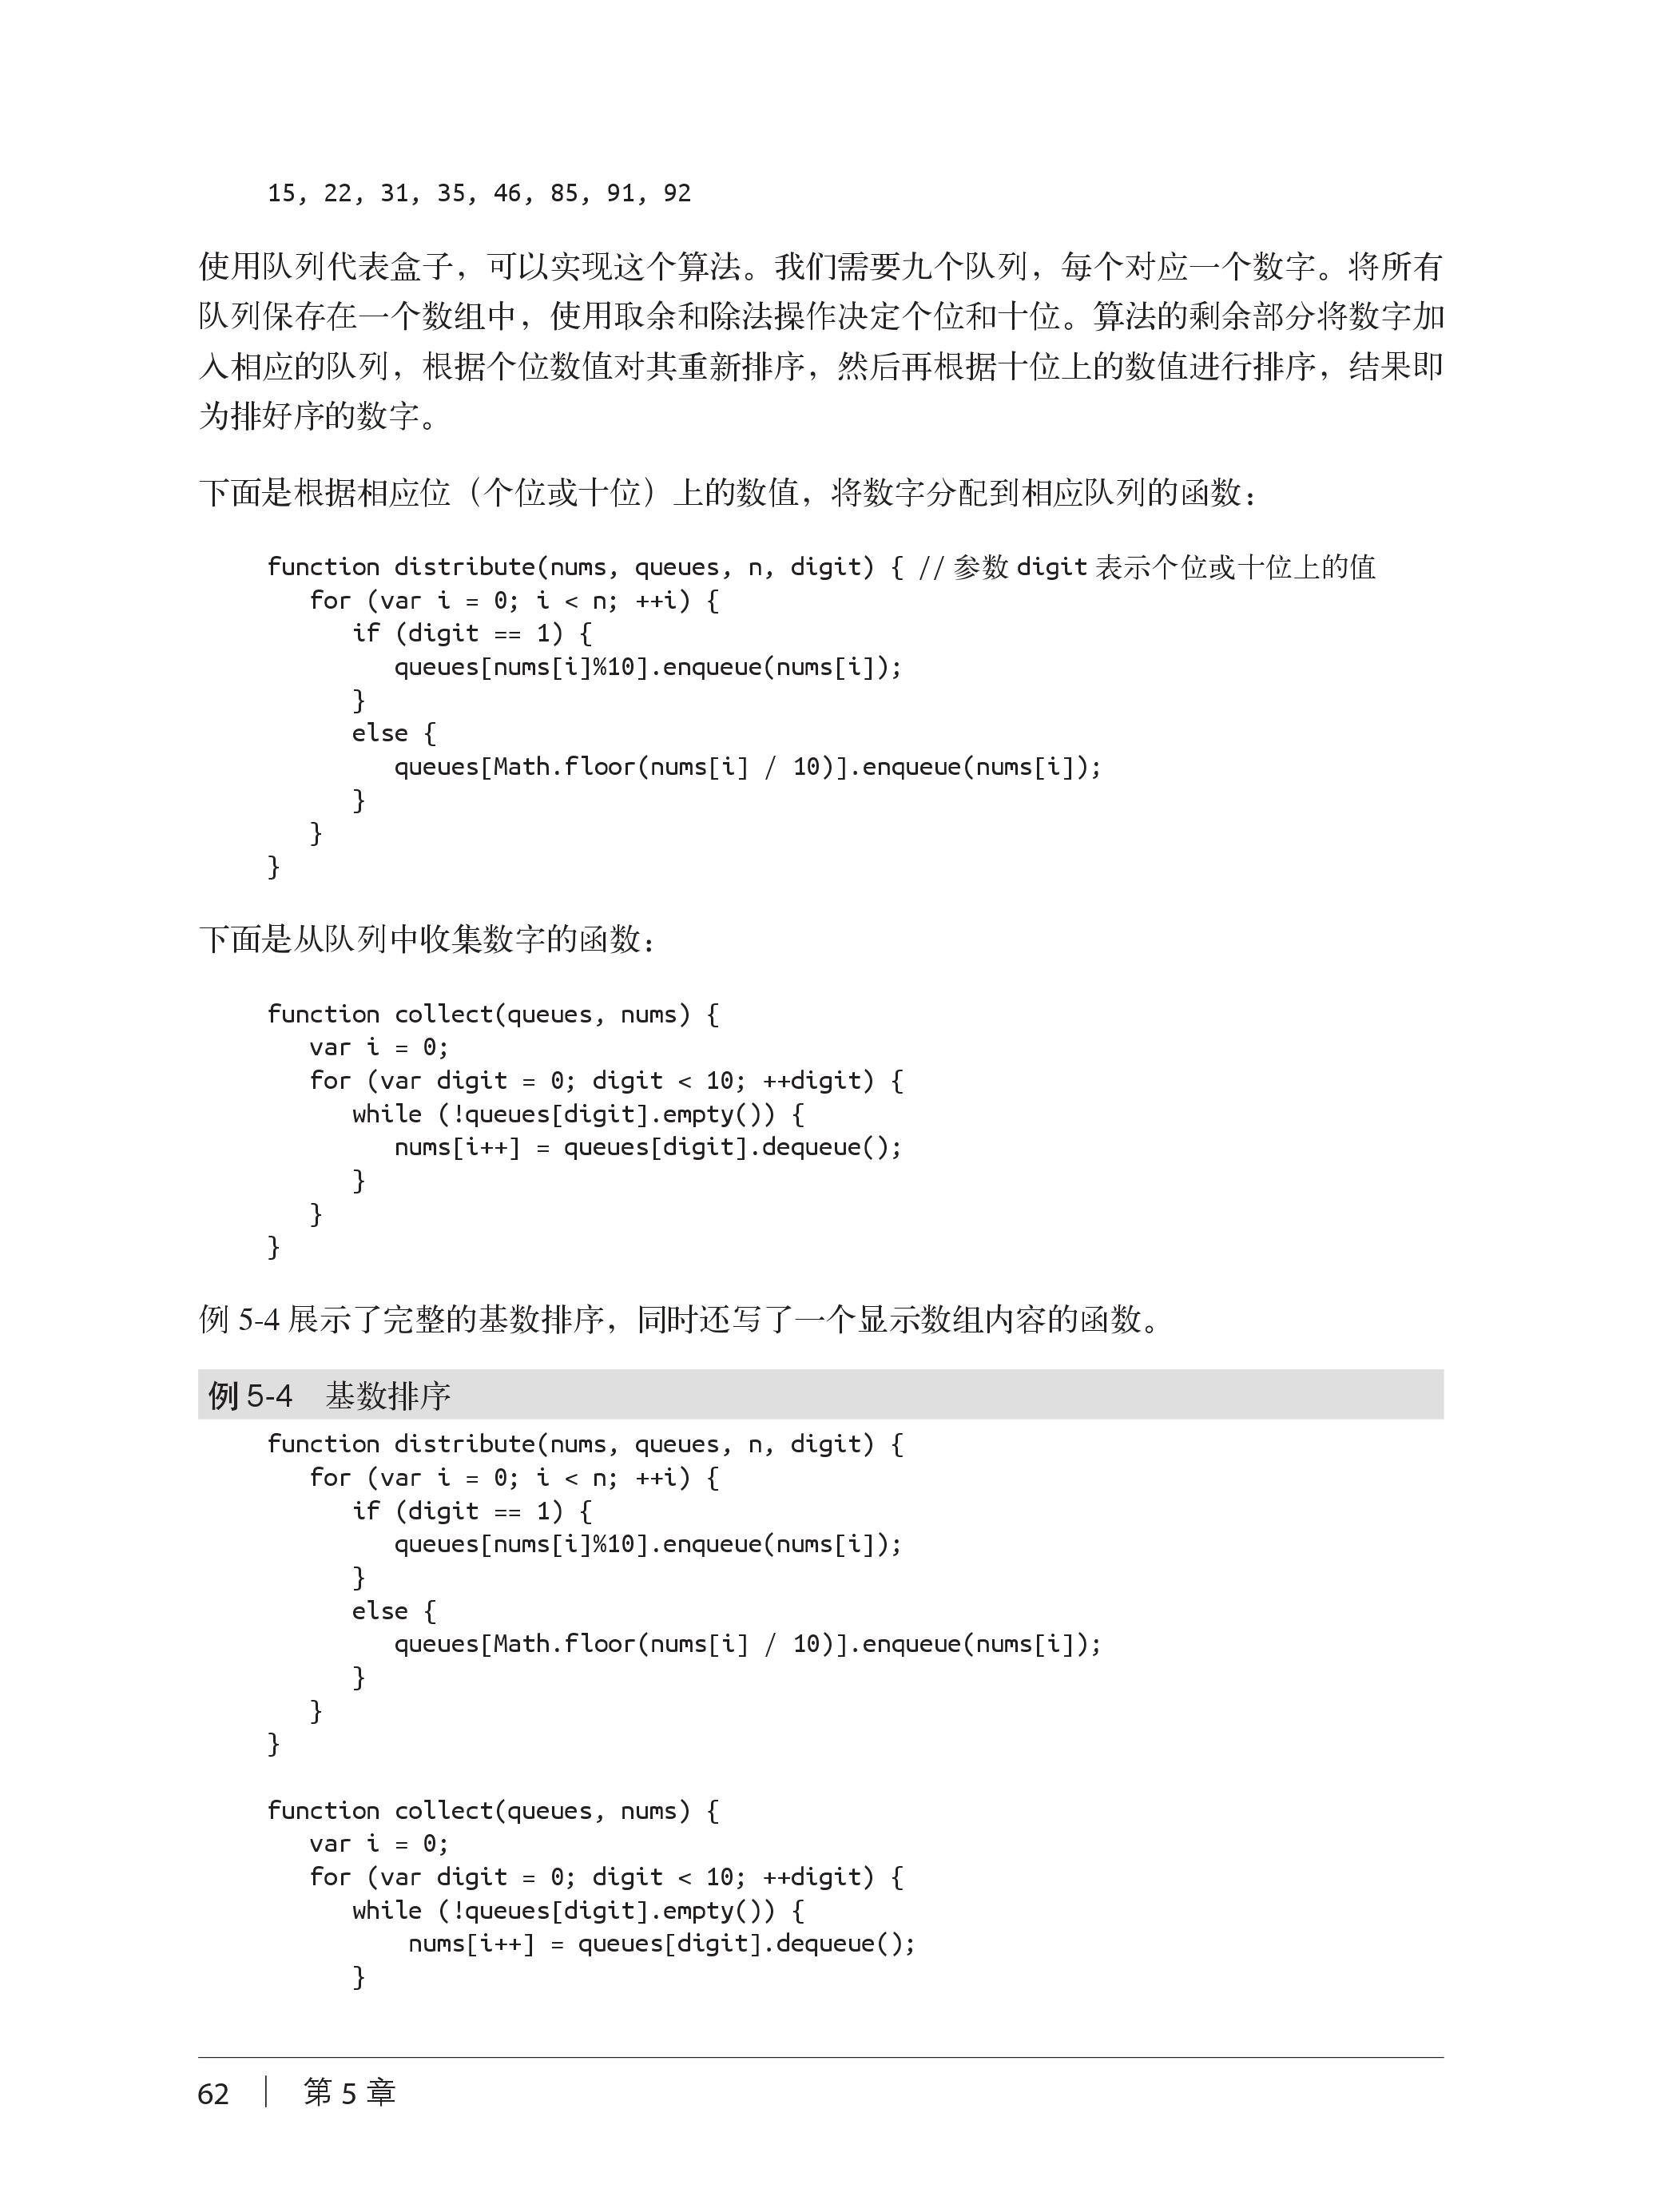 15, 22, 31, 35, 46, 85, 91, 92
使用队列代表盒子，可以实现这个算法。我们需要九个队列，每个对应一个数字。将所有
队列保存在一个数组中，使用取余和除法操作决定个位和十位。算法的剩余部分将数字加
入相应的队列，根据个位数值对其重新排序，然后再根据十位上的数值进行排序，结果即
为排好序的数字。
下面是根据相应位（个位或十位）上的数值，将数字分配到相应队列的函数：
function distribute(nums, queues, n, digit) { // 参数 digit 表示个位或十位上的值
   for (var i = 0; i < n; ++i) {
      if (digit == 1) {
         queues[nums[i]%10].enqueue(nums[i]);
      }
      else {
         queues[Math.floor(nums[i] / 10)].enqueue(nums[i]);
      }
   }
}
下面是从队列中收集数字的函数：
function collect(queues, nums) {
   var i = 0;
   for (var digit = 0; digit < 10; ++digit) {
      while (!queues[digit].empty()) {
         nums[i++] = queues[digit].dequeue();
      }
   }
}
例 5-4 展示了完整的基数排序，同时还写了一个显示数组内容的函数。
例 5-4　基数排序
function distribute(nums, queues, n, digit) {
   for (var i = 0; i < n; ++i) {
      if (digit == 1) {
         queues[nums[i]%10].enqueue(nums[i]);
      }
      else {
         queues[Math.floor(nums[i] / 10)].enqueue(nums[i]);
      }
   }
}
function collect(queues, nums) {
   var i = 0;
   for (var digit = 0; digit < 10; ++digit) {
      while (!queues[digit].empty()) {
          nums[i++] = queues[digit].dequeue();
      }
62 | 第 5 章